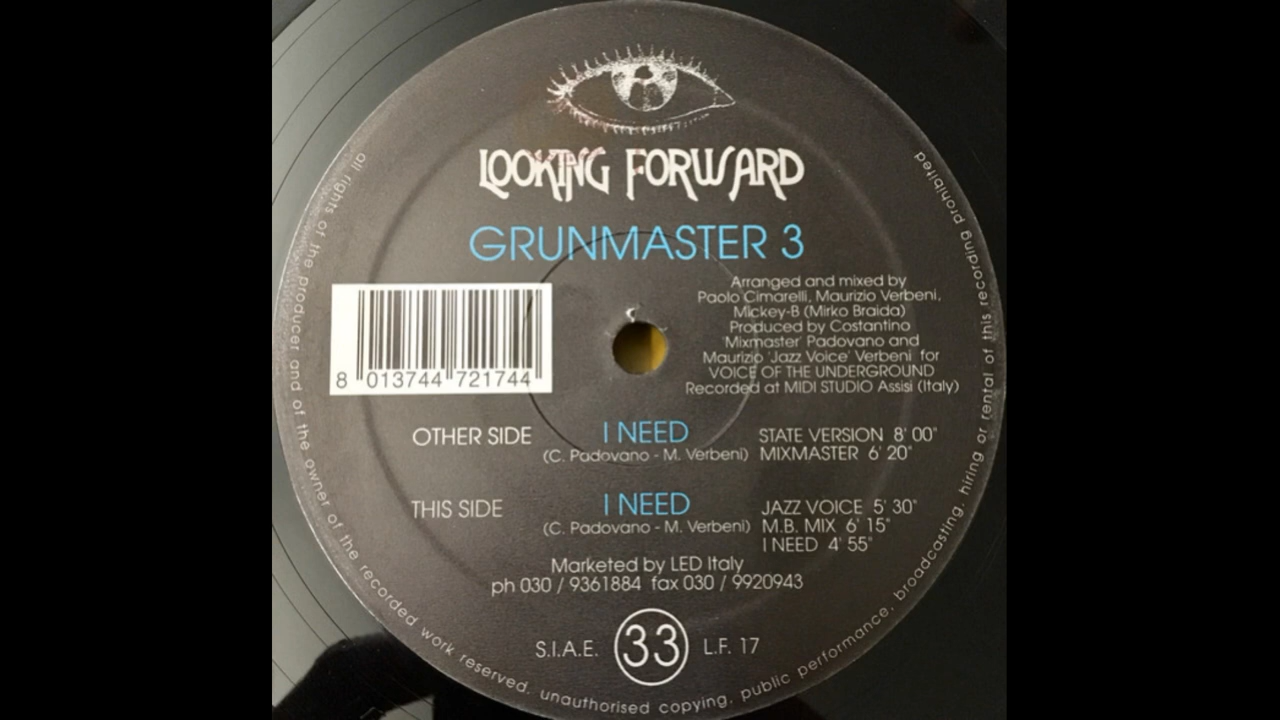 LOOKING FORWARD
GRUNMASTER 3
Arranged and mixed by
Paolo Cimarelli, Maurizio Verbeni,
Mickey-B (Mirko Braida)
Produced by Costantino
'Mixmaster' Padovano and
Maurizio 'Jazz Voice' Verbeni for
VOICE OF THE UNDERGROUND
Recorded at MIDI STUDIO Assisi (Italy)
8 013744 721744
OTHER SIDE I NEED STATE VERSION 8' 00"
(C. Padovano - M. Verbeni) MIXMASTER 6' 20"
THIS SIDE I NEED JAZZ VOICE 5' 30"
(C. Padovano - M. Verbeni) M.B. MIX 6' 15"
I NEED 4' 55"
Marketed by LED Italy
ph 030 / 9361884 fax 030 / 9920943
S.I.A.E. 33 L.F. 17
all rights of the producer and of the owner of the recorded work reserved, unauthorised copying, public performance, broadcasting, hiring or rental of this recording prohibited